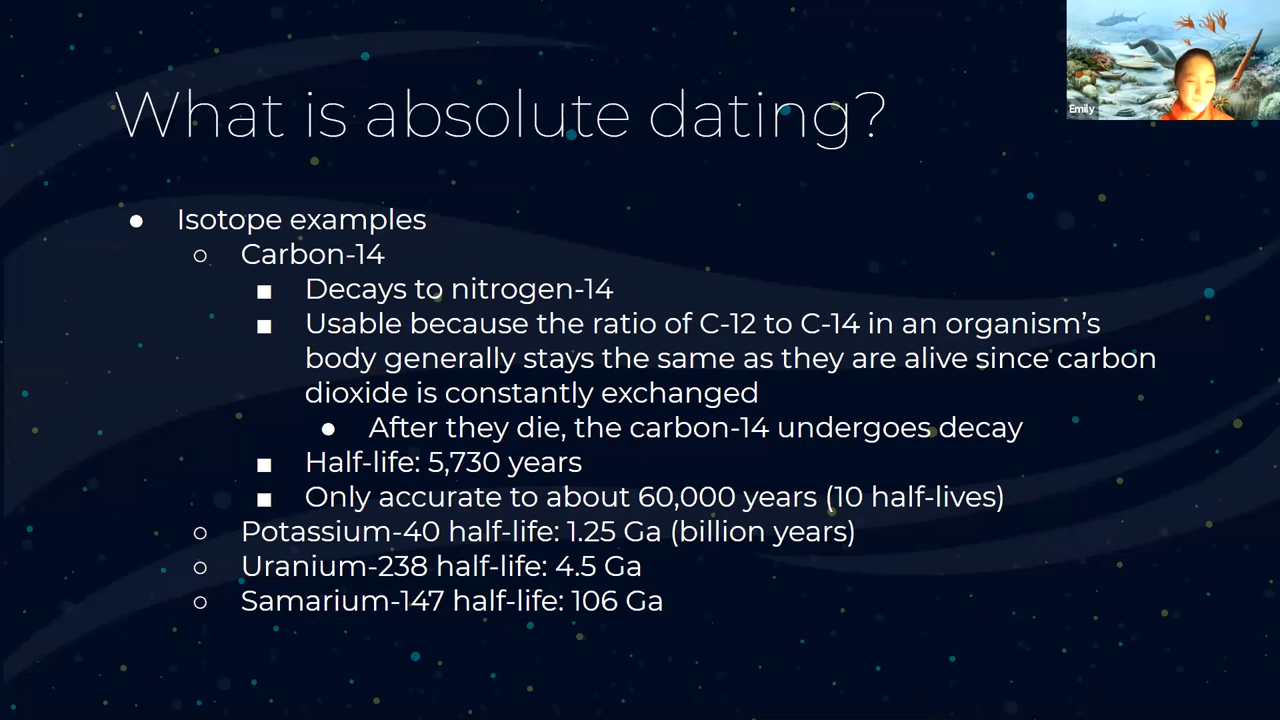 What is absolute dating?
Emily
● Isotope examples
○ Carbon-14
■ Decays to nitrogen-14
■ Usable because the ratio of C-12 to C-14 in an organism’s
body generally stays the same as they are alive since carbon
dioxide is constantly exchanged
● After they die, the carbon-14 undergoes decay
■ Half-life: 5,730 years
■ Only accurate to about 60,000 years (10 half-lives)
○ Potassium-40 half-life: 1.25 Ga (billion years)
○ Uranium-238 half-life: 4.5 Ga
○ Samarium-147 half-life: 106 Ga